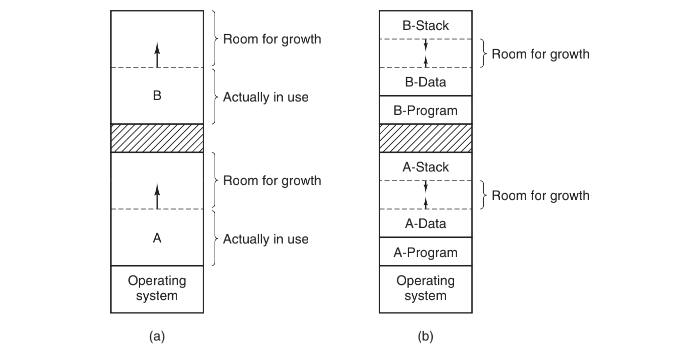 Room for growth
B
Actually in use
Room for growth
A
Actually in use
Operating
system
(a)
B-Stack
Room for growth
B-Data
B-Program
A-Stack
Room for growth
A-Data
A-Program
Operating
system
(b)